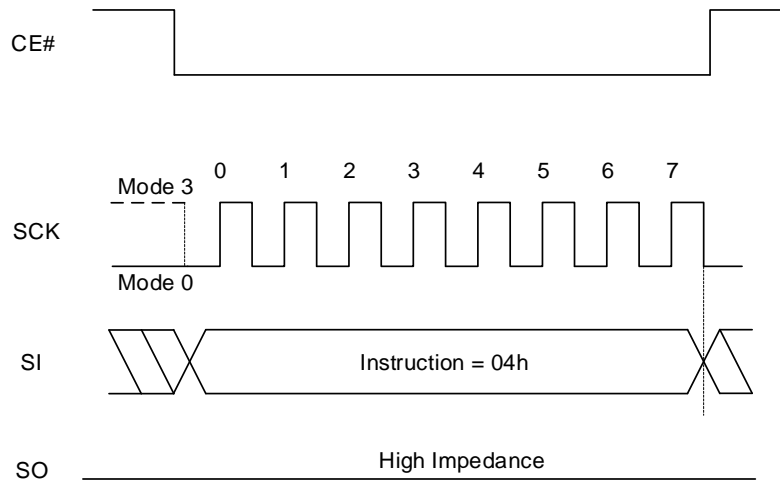 CE#
0 1 2 3 4 5 6 7
Mode 3
SCK
Mode 0
SI
Instruction = 04h
High Impedance
SO